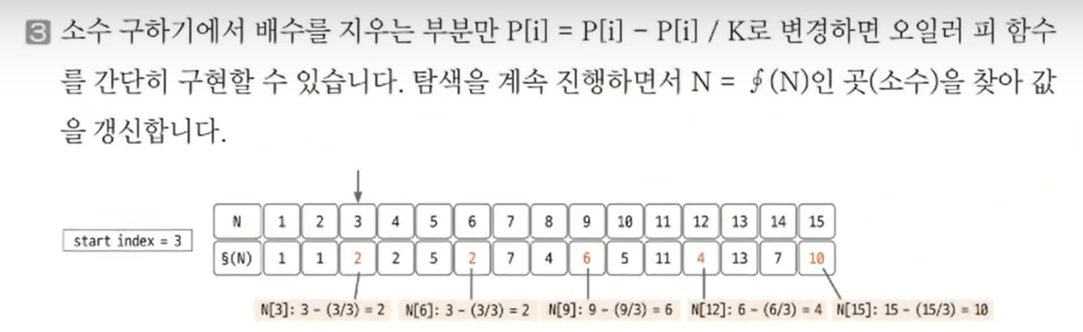 3 소수 구하기에서 배수를 지우는 부분만 P[i] = P[i] – P[i] / K로 변경하면 오일러 피 함수
를 간단히 구현할 수 있습니다. 탐색을 계속 진행하면서 N = ∮(N)인 곳(소수)을 찾아 값
을 갱신합니다.
start index = 3
N 1 2 3 4 5 6 7 8 9 10 11 12 13 14 15
§(N) 1 1 2 2 5 2 7 4 6 5 11 4 13 7 10
N[3]: 3 – (3/3) = 2 N[6]: 3 – (3/3) = 2 N[9]: 9 – (9/3) = 6 N[12]: 6 – (6/3) = 4 N[15]: 15 – (15/3) = 10